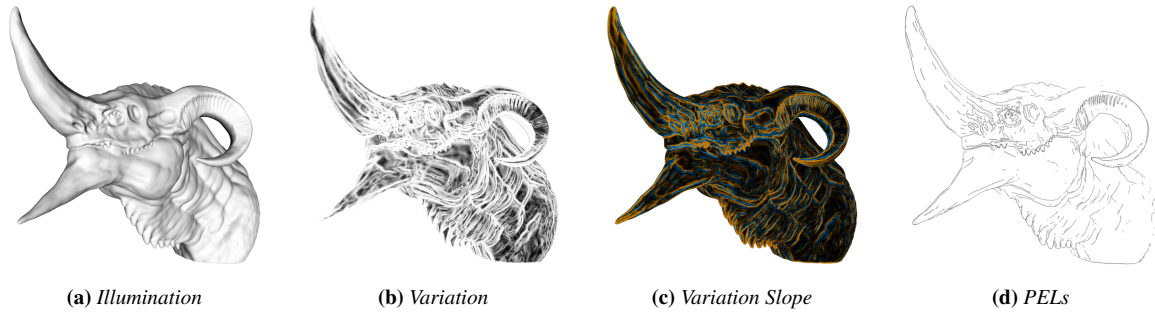 (a) Illumination
(b) Variation
(c) Variation Slope
(d) PELs